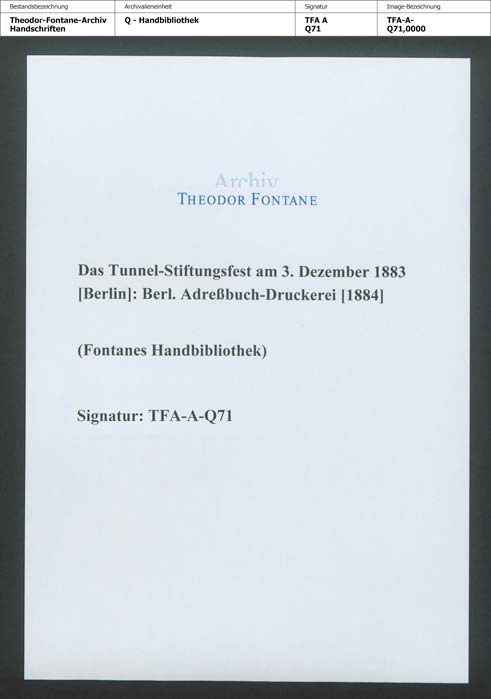 Bestandsbezeichnung Archivalieneinheit Signatur Image-Bezeichnung
Theodor-Fontane-Archiv Q - Handbibliothek TFA A TFA-A-
Handschriften Q71 Q71,0000
Archiv
THEODOR FONTANE
Das Tunnel-Stiftungsfest am 3. Dezember 1883
[Berlin]: Berl. Adreßbuch-Druckerei [1884]
(Fontanes Handbibliothek)
Signatur: TFA-A-Q71